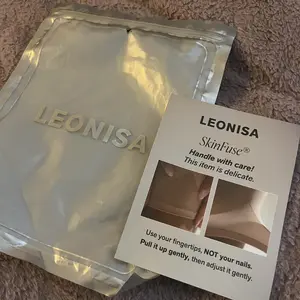 LEONISA
LEONISA
SkinFuse®
Handle with care!
This item is delicate.
Use your fingertips, NOT your nails.
Pull it up gently, then adjust it gently.